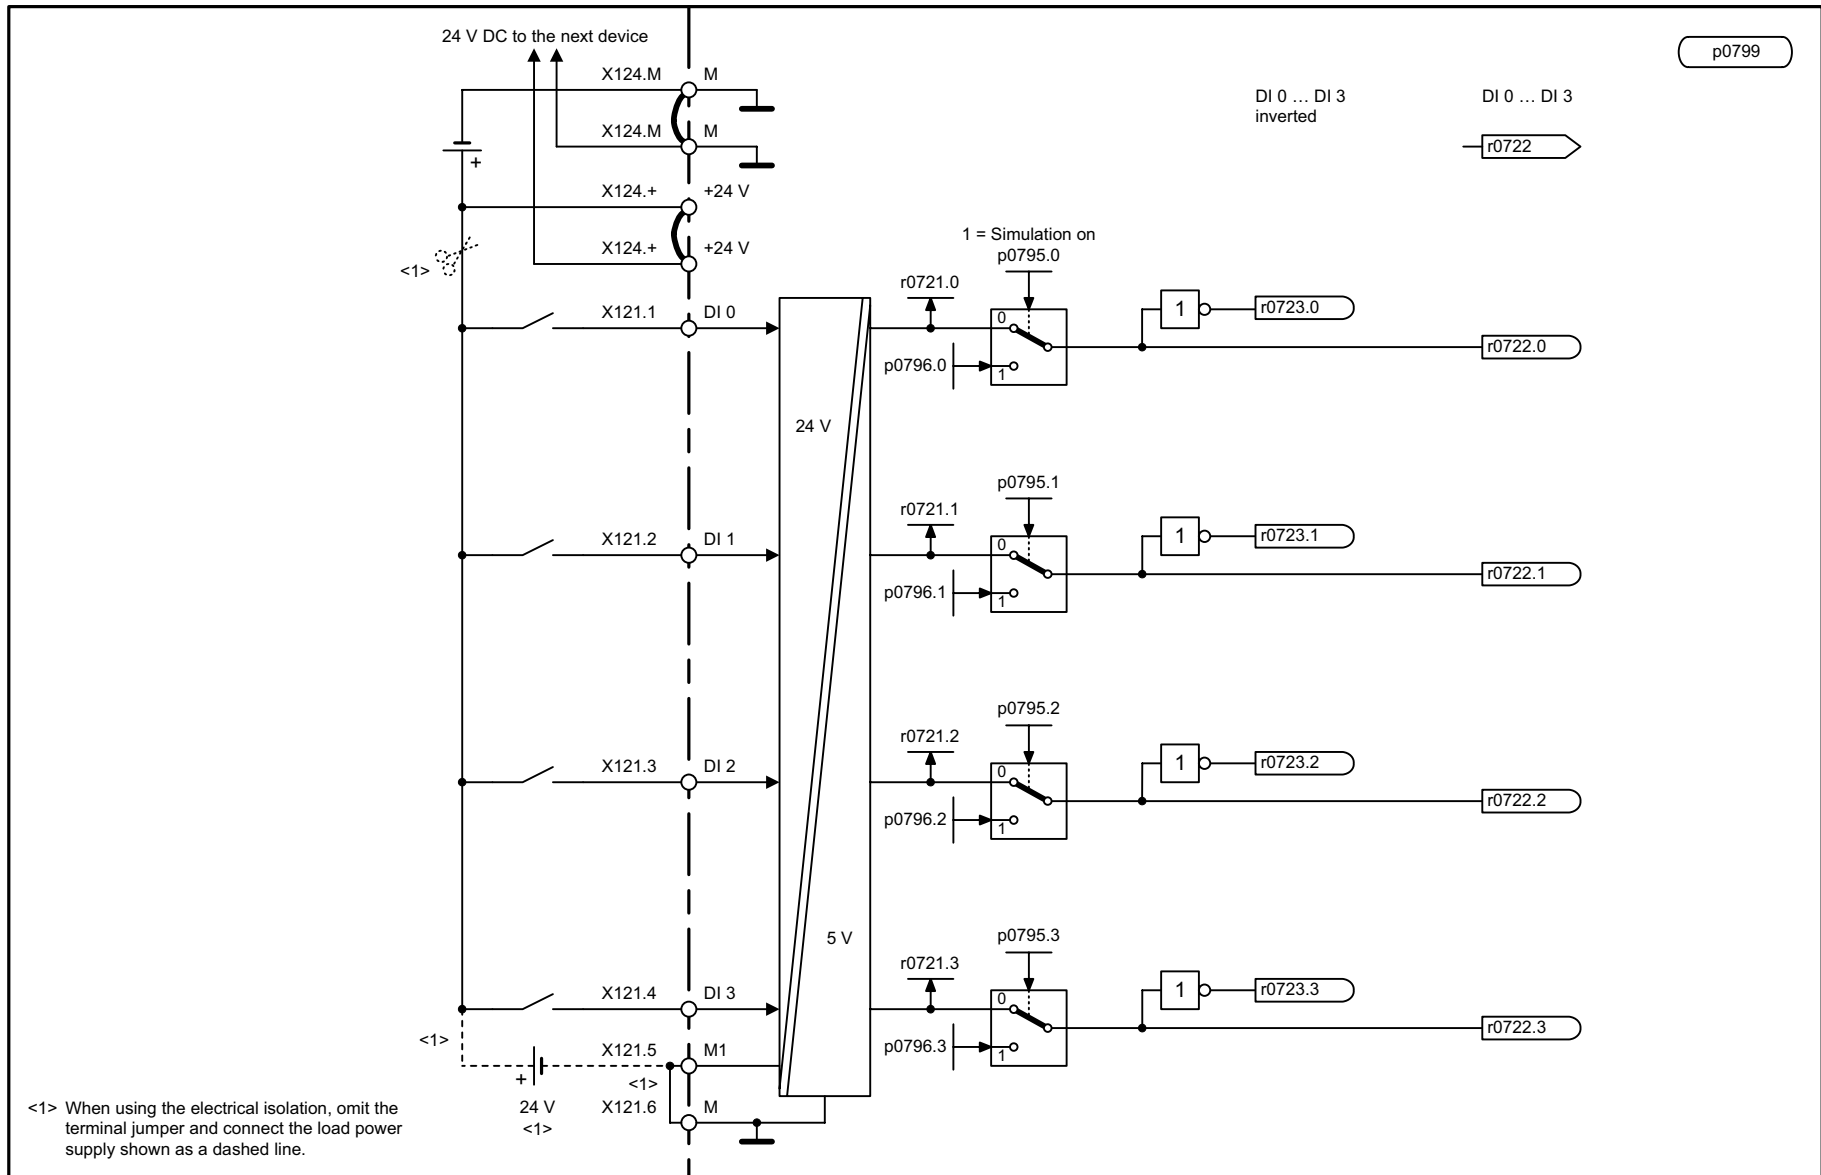 24 V DC to the next device
p0799
X124.M M
DI 0 … DI 3
inverted
DI 0 … DI 3
X124.M M
r0722
+
X124.+ +24 V
X124.+ +24 V
<1>
1 = Simulation on
p0795.0
r0721.0
X121.1 DI 0
0
1
r0723.0
r0722.0
p0796.0
1
24 V
p0795.1
r0721.1
X121.2 DI 1
0
1
r0723.1
r0722.1
p0796.1
1
p0795.2
r0721.2
X121.3 DI 2
0
1
r0723.2
r0722.2
p0796.2
1
5 V
p0795.3
r0721.3
X121.4 DI 3
0
1
r0723.3
r0722.3
p0796.3
1
<1>
X121.5 M1
+
<1>
24 V
<1>
X121.6 M
<1> When using the electrical isolation, omit the
terminal jumper and connect the load power
supply shown as a dashed line.